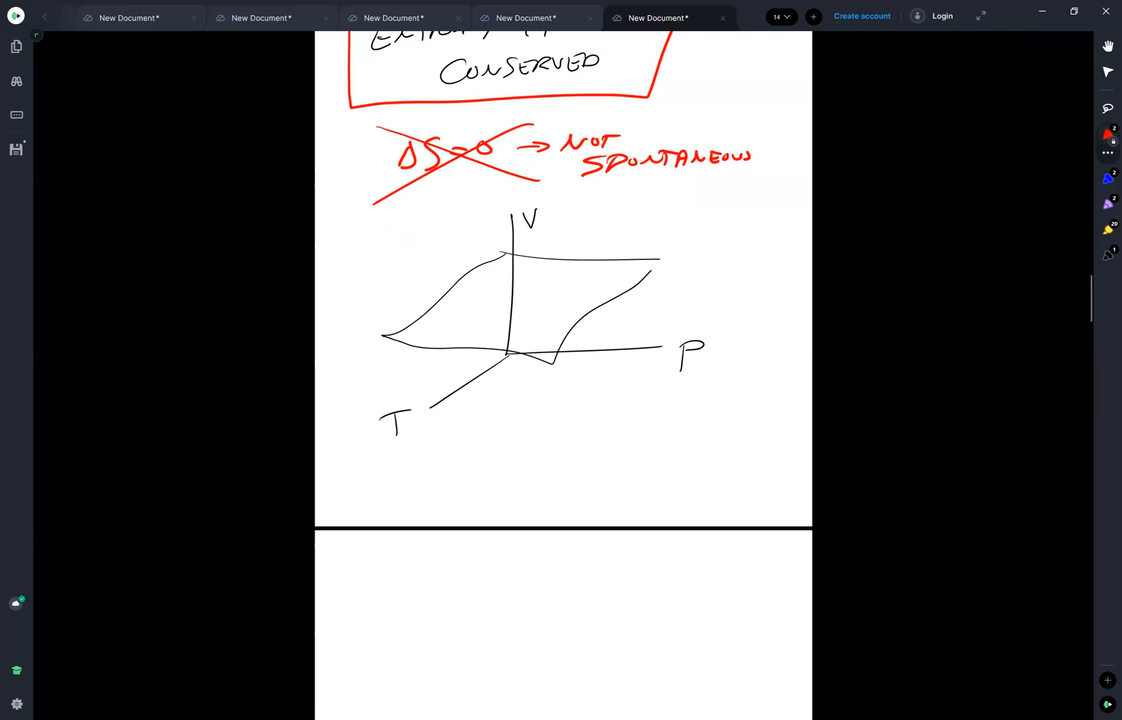 New Document*
New Document*
New Document*
New Document*
New Document*
14
Create account
Login
CONSERVED
ΔS=0 → NOT
SPONTANEOUS
V
P
T
2
2
2
20
1